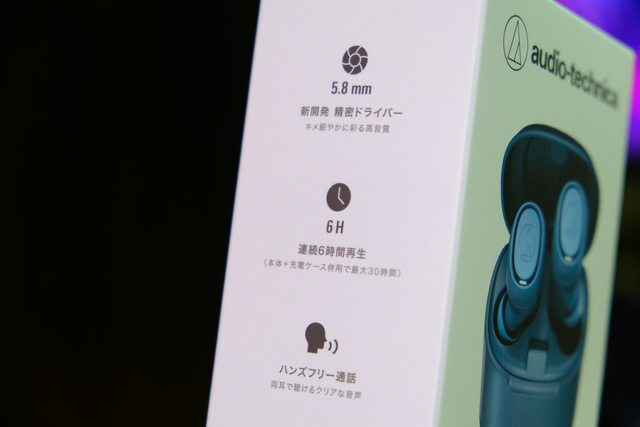 5.8 mm
新開発 精密ドライバー
キメ細やかに彩る高音質
6H
連続6時間再生
(本体+充電ケース併用で最大30時間)
ハンズフリー通話
両耳で聴けるクリアな音声
audio-technica